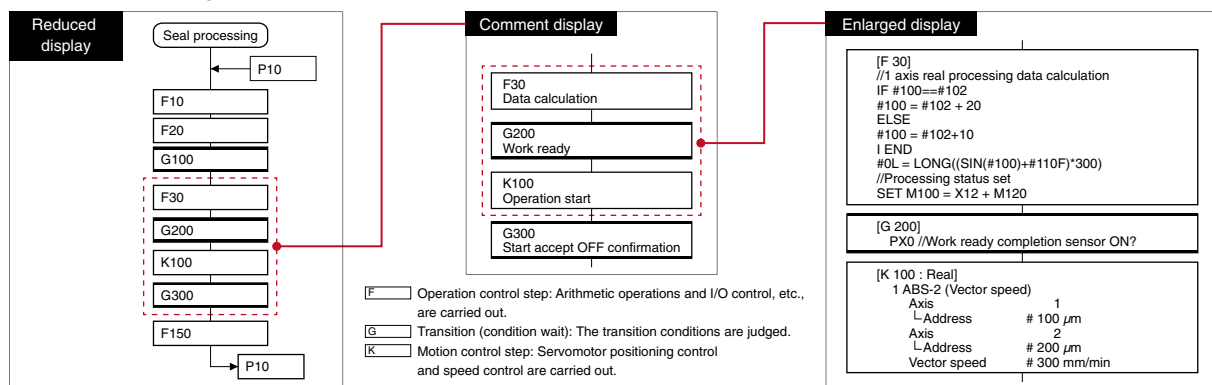 Reduced
display
Seal processing
P10
F10
F20
G100
F30
G200
K100
G300
F150
P10
Comment display
F30
Data calculation
G200
Work ready
K100
Operation start
G300
Start accept OFF confirmation
F Operation control step: Arithmetic operations and I/O control, etc.,
are carried out.
G Transition (condition wait): The transition conditions are judged.
K Motion control step: Servomotor positioning control
and speed control are carried out.
Enlarged display
[F 30]
//1 axis real processing data calculation
IF #100==#102
#100 = #102 + 20
ELSE
#100 = #102+10
I END
#0L = LONG((SIN(#100)+#110F)*300)
//Processing status set
SET M100 = X12 + M120
[G 200]
PX0 //Work ready completion sensor ON?
[K 100 : Real]
1 ABS-2 (Vector speed)
Axis 1
Address # 100 µm
Axis 2
Address # 200 µm
Vector speed # 300 mm/min